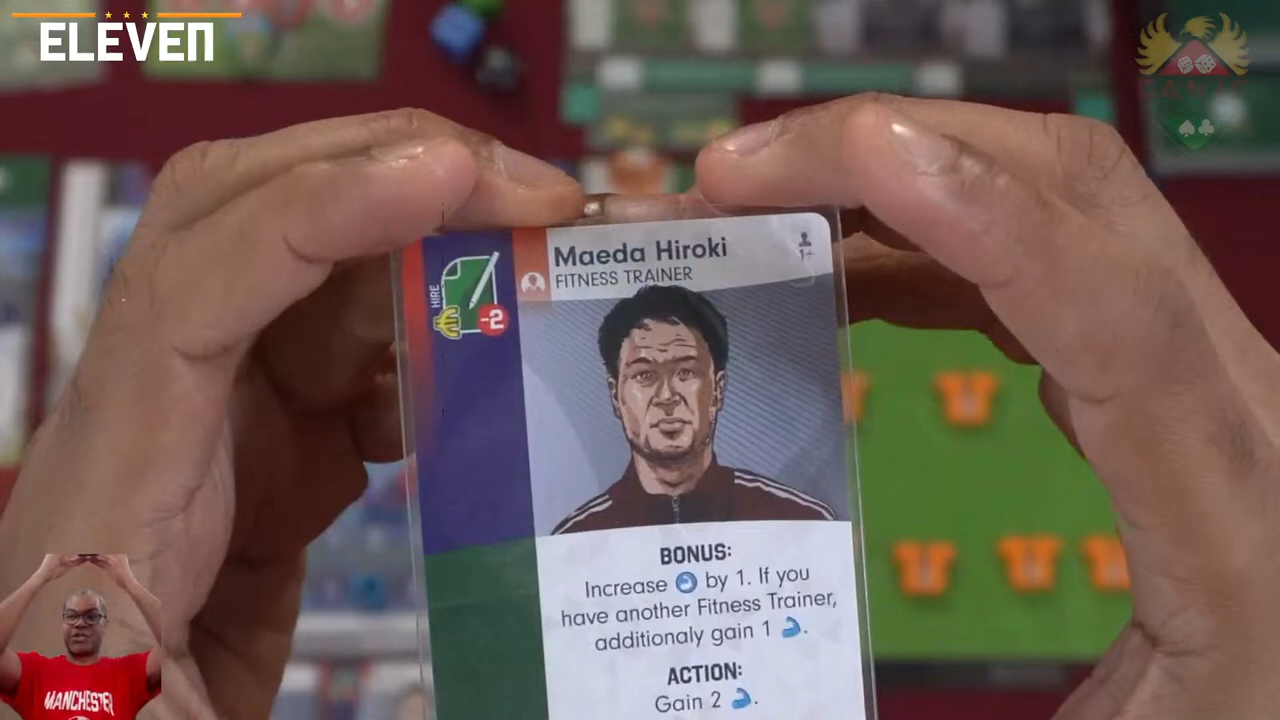 ELEVEN
Maeda Hiroki
FITNESS TRAINER
1+
HIRE
-2
BONUS:
Increase by 1. If you
have another Fitness Trainer,
additionaly gain 1 .
ACTION:
Gain 2 .
MANCHESTER